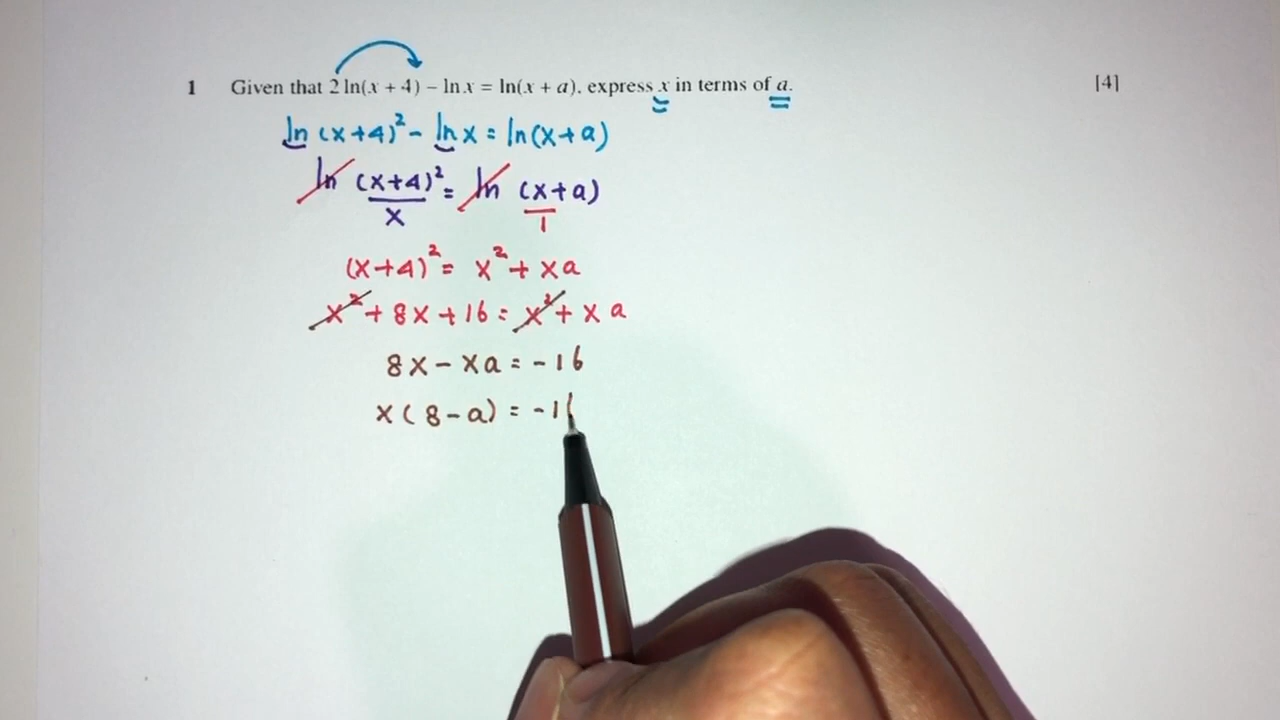 1 Given that 2 ln(x + 4) − ln x = ln(x + a), express x in terms of a. [4]
ln (x+4)² - ln x = ln(x+a)
ln (x+4)²/x = ln (x+a)/1
(x+4)² = x² + xa
x² + 8x + 16 = x² + xa
8x - xa = -16
x(8-a) = -1